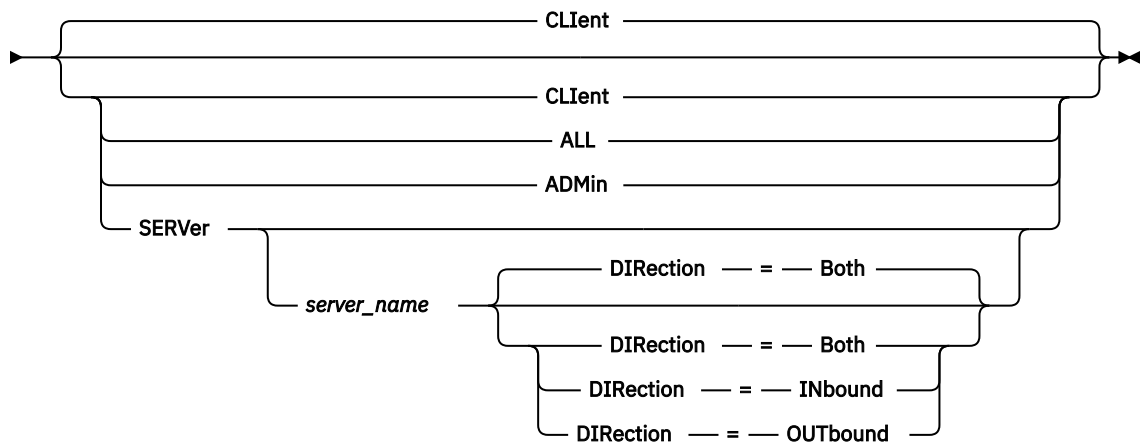 CLIent
CLIent
ALL
ADMin
SERVer
DIRection = Both
server_name
DIRection = Both
DIRection = INbound
DIRection = OUTbound